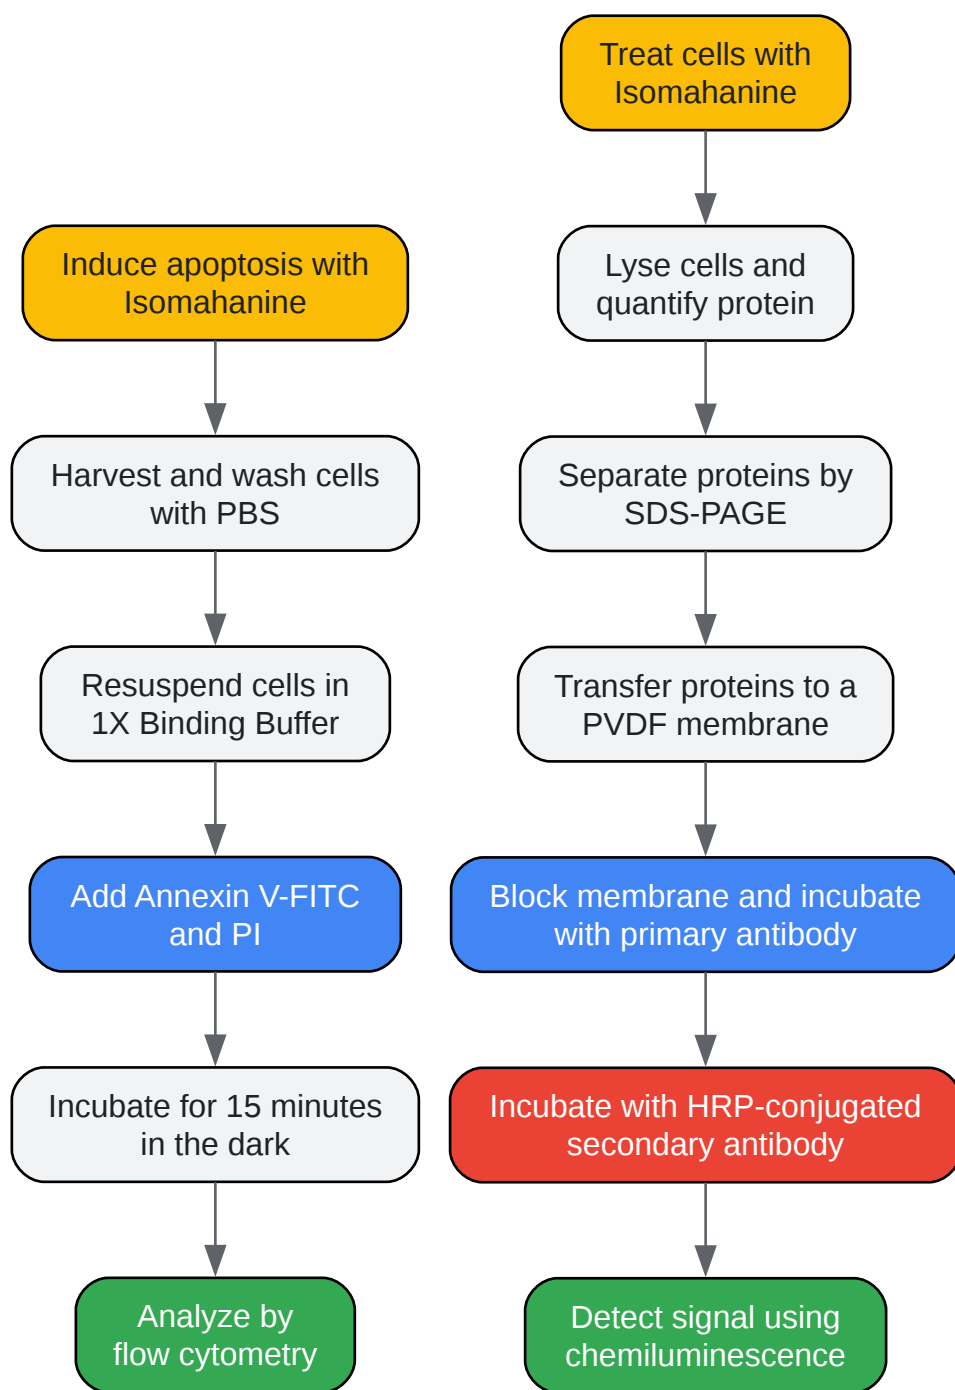 Induce apoptosis with
Isomahanine
Harvest and wash cells
with PBS
Resuspend cells in
1X Binding Buffer
Add Annexin V-FITC
and PI
Incubate for 15 minutes
in the dark
Analyze by
flow cytometry
Treat cells with
Isomahanine
Lyse cells and
quantify protein
Separate proteins by
SDS-PAGE
Transfer proteins to a
PVDF membrane
Block membrane and incubate
with primary antibody
Incubate with HRP-conjugated
secondary antibody
Detect signal using
chemiluminescence